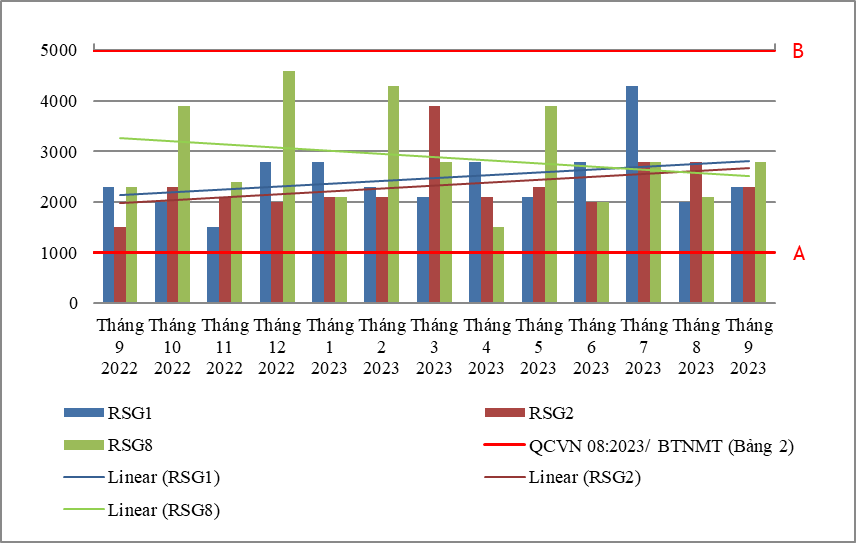 5000
B
4000
3000
2000
1000
A
0
Tháng Tháng Tháng Tháng Tháng Tháng Tháng Tháng Tháng Tháng Tháng Tháng Tháng
9 10 11 12 1 2 3 4 5 6 7 8 9
2022 2022 2022 2022 2023 2023 2023 2023 2023 2023 2023 2023 2023
RSG1 RSG2
RSG8 QCVN 08:2023/ BTNMT (Bảng 2)
Linear (RSG1) Linear (RSG2)
Linear (RSG8)